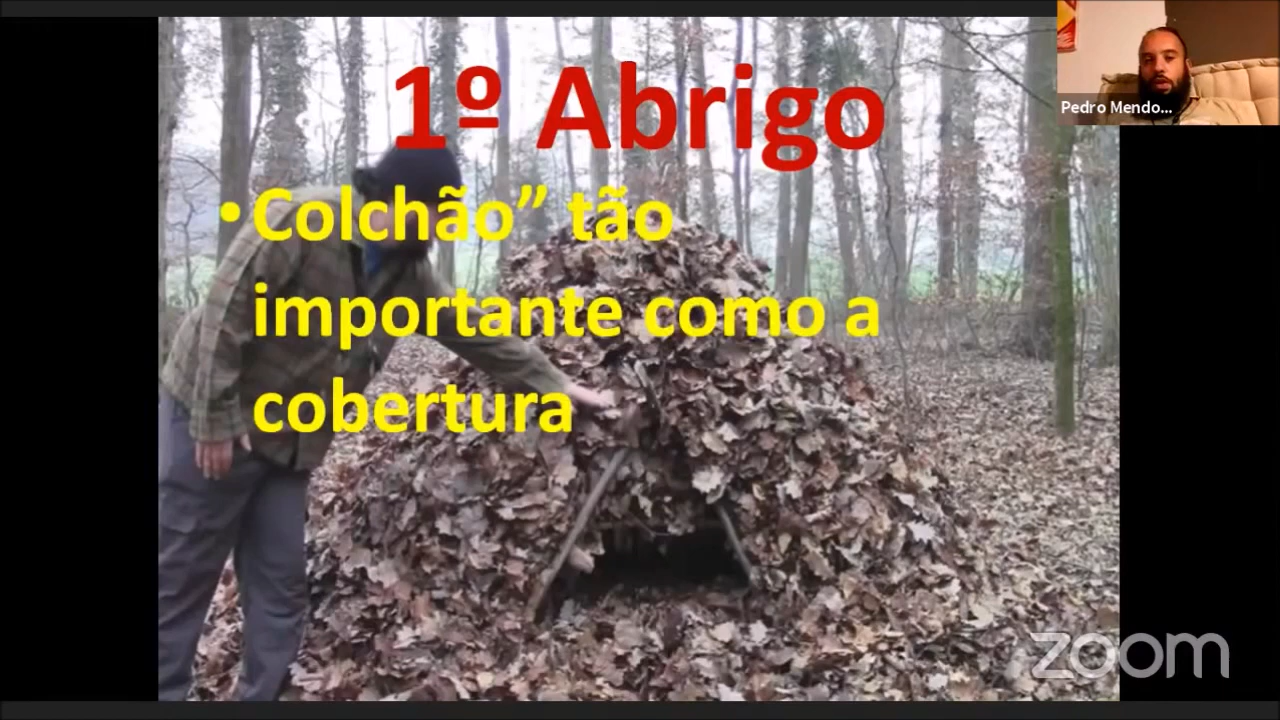 1º Abrigo
• Colchão” tão
importante como a
cobertura
Pedro Mendo...
zoom